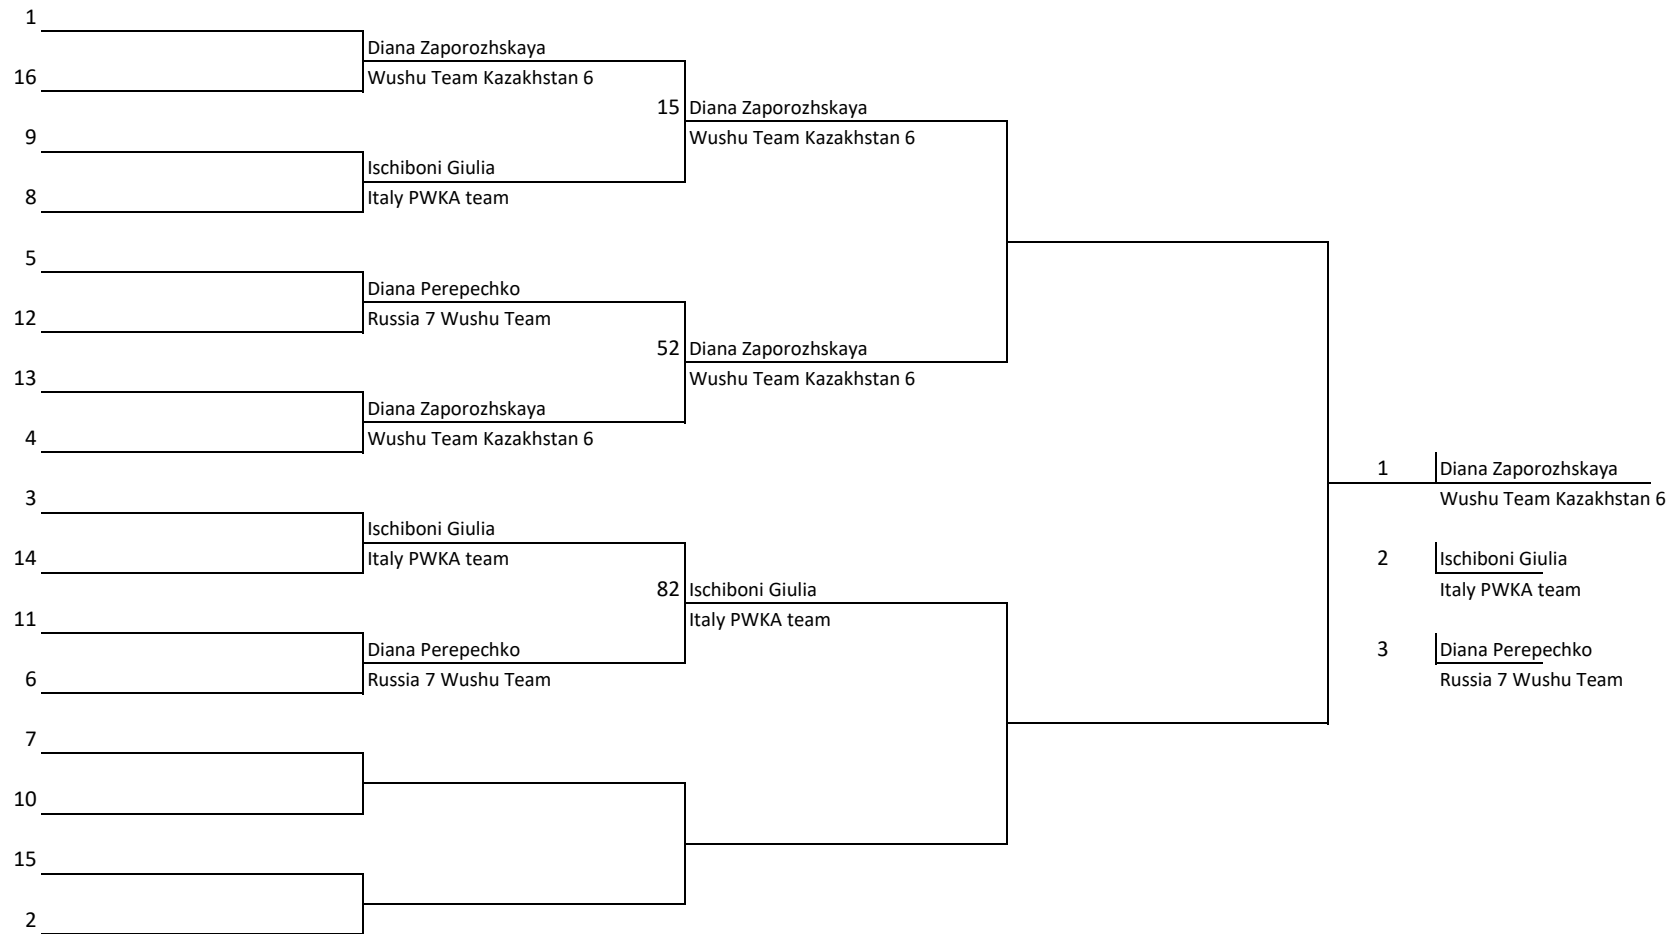 1
Diana Zaporozhskaya
16
Wushu Team Kazakhstan 6
15 Diana Zaporozhskaya
9
Wushu Team Kazakhstan 6
Ischiboni Giulia
8
Italy PWKA team
5
Diana Perepechko
12
Russia 7 Wushu Team
52 Diana Zaporozhskaya
13
Wushu Team Kazakhstan 6
Diana Zaporozhskaya
4
Wushu Team Kazakhstan 6
1 Diana Zaporozhskaya
3
Wushu Team Kazakhstan 6
Ischiboni Giulia
14
Italy PWKA team
2 Ischiboni Giulia
82 Ischiboni Giulia
Italy PWKA team
11
Italy PWKA team
Diana Perepechko
3 Diana Perepechko
6
Russia 7 Wushu Team
Russia 7 Wushu Team
7
10
15
2